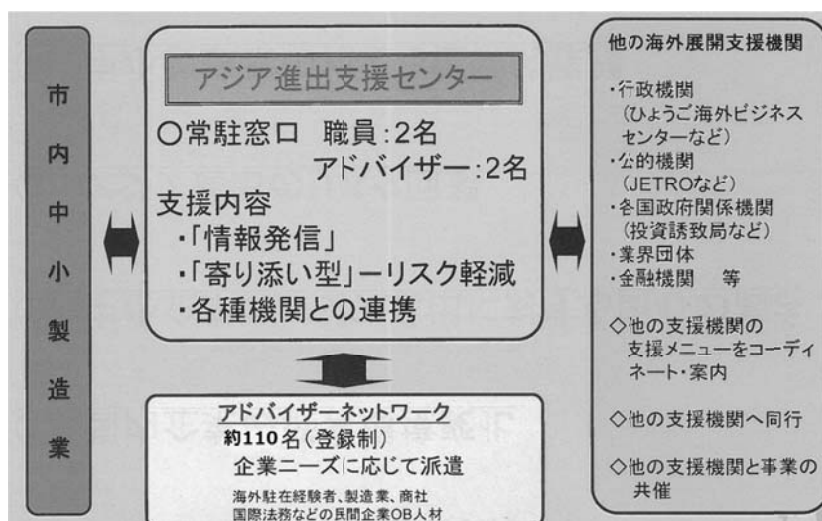 市内中小製造業
アジア進出支援センター
〇常駐窓口 職員:2名
アドバイザー:2名
支援内容
・「情報発信」
・「寄り添い型」ーリスク軽減
・各種機関との連携
アドバイザーネットワーク
約110名(登録制)
企業ニーズに応じて派遣
海外駐在経験者、製造業、商社
国際法務などの民間企業OB人材
他の海外展開支援機関
・行政機関
(ひょうご海外ビジネス
センターなど)
・公的機関
(JETROなど)
・各国政府関係機関
(投資誘致局など)
・業界団体
・金融機関 等
◇他の支援機関の
支援メニューをコーディ
ネート・案内
◇他の支援機関へ同行
◇他の支援機関と事業の
共催